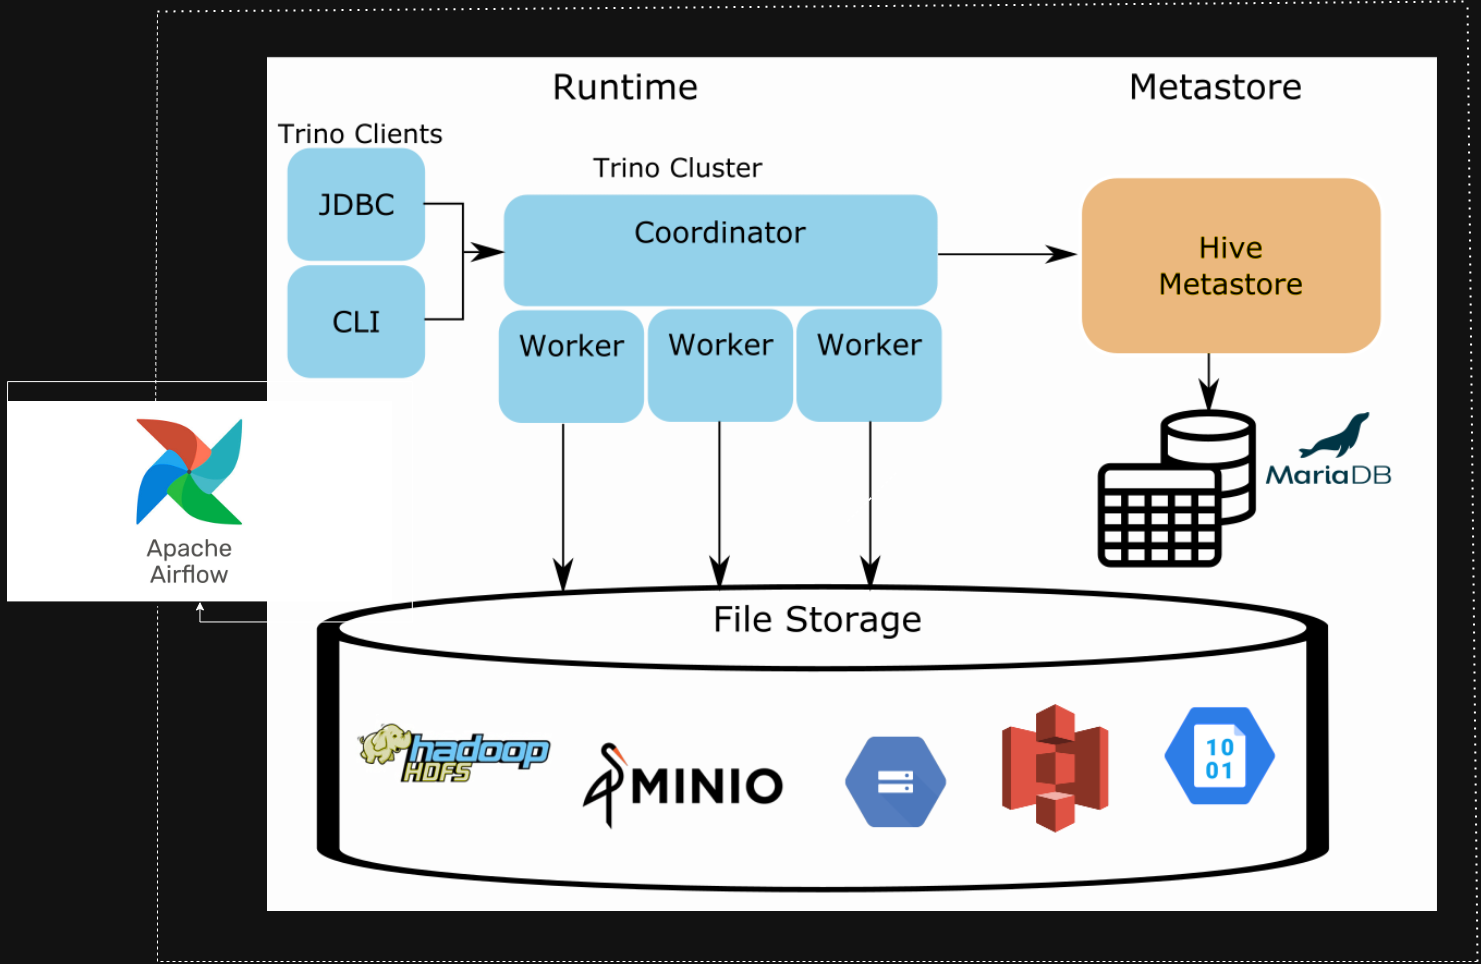 Runtime
Metastore
Trino Clients
JDBC
CLI
Trino Cluster
Coordinator
Worker
Worker
Worker
Hive
Metastore
MariaDB
Apache
Airflow
File Storage
hadoop
HDFS
MINIO
10
01